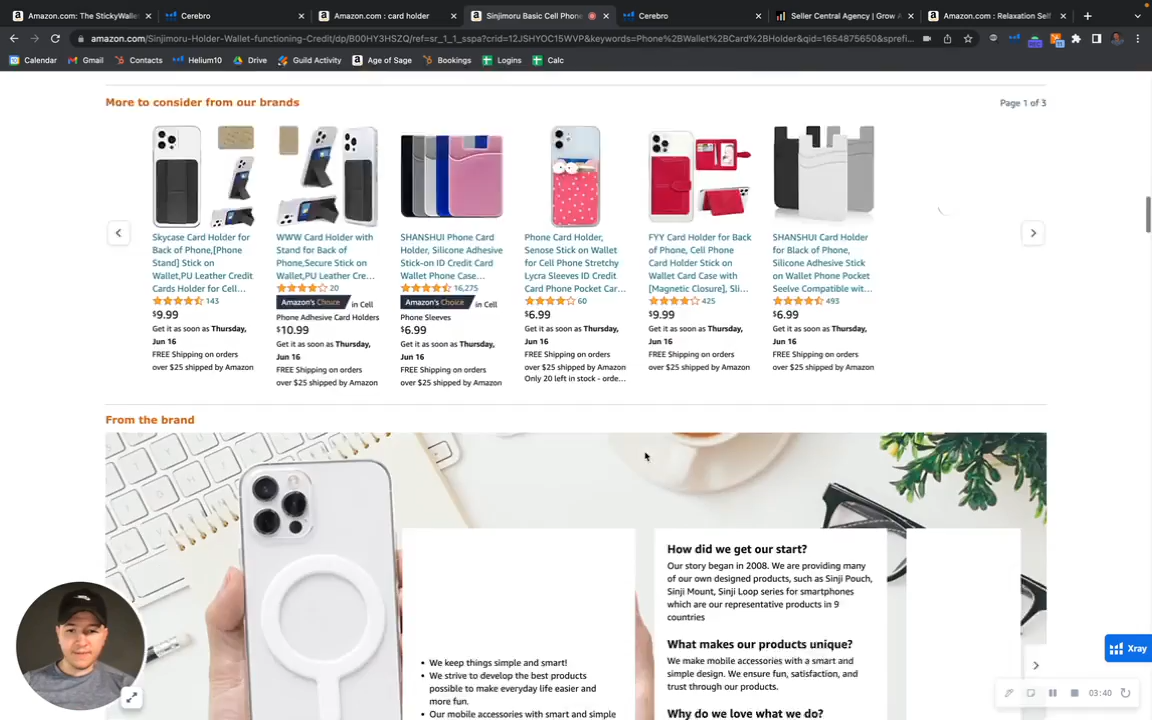 Amazon.com: The StickyWalle
Cerebro
Amazon.com : card holder
Sinjimoru Basic Cell Phone
Cerebro
Seller Central Agency | Grow A
Amazon.com : Relaxation Self
amazon.com/Sinjimoru-Holder-Wallet-functioning-Credit/dp/B00HY3HSZQ/ref=sr_1_1_sspa?crid=12JSHYOC15WVP&keywords=Phone%2BWallet%2BCard%2BHolder&qid=1654875650&sprefi...
Calendar
Gmail
Contacts
Helium10
Drive
Guild Activity
Age of Sage
Bookings
Logins
Calc
More to consider from our brands
Page 1 of 3
Skycase Card Holder for
Back of Phone,[Phone
Stand] Stick on
Wallet,PU Leather Credit
Cards Holder for Cell...
143
$9.99
Get it as soon as Thursday,
Jun 16
FREE Shipping on orders
over $25 shipped by Amazon
WWW Card Holder with
Stand for Back of
Phone,Secure Stick on
Wallet,PU Leather Cre...
20
Amazon's Choice in Cell
Phone Adhesive Card Holders
$10.99
Get it as soon as Thursday,
Jun 16
FREE Shipping on orders
over $25 shipped by Amazon
SHANSHUI Phone Card
Holder, Silicone Adhesive
Stick-on ID Credit Card
Wallet Phone Case...
16,275
Amazon's Choice in Cell
Phone Sleeves
$6.99
Get it as soon as Thursday,
Jun 16
FREE Shipping on orders
over $25 shipped by Amazon
Phone Card Holder,
Senose Stick on Wallet
for Cell Phone Stretchy
Lycra Sleeves ID Credit
Card Phone Pocket Car...
60
$6.99
Get it as soon as Thursday,
Jun 16
FREE Shipping on orders
over $25 shipped by Amazon
Only 20 left in stock - orde...
FYY Card Holder for Back
of Phone, Cell Phone
Card Holder Stick on
Wallet Card Case with
[Magnetic Closure], Sli...
425
$9.99
Get it as soon as Thursday,
Jun 16
FREE Shipping on orders
over $25 shipped by Amazon
SHANSHUI Card
Holder for Black of Phone,
Silicone Adhesive Stick
on Wallet Phone Pocket
Seelve Compatible wit...
493
$6.99
Get it as soon as Thursday,
Jun 16
FREE Shipping on orders
over $25 shipped by Amazon
From the brand
We keep things simple and smart!
We strive to develop the best products
possible to make everyday life easier and
more fun.
Our mobile accessories with smart and simple
How did we get our start?
Our story began in 2008. We are providing many
of our own designed products, such as Sinji Pouch,
Sinji Mount, Sinji Loop series for smartphones
which are our representative products in 9
countries
What makes our products unique?
We make mobile accessories with a smart and
simple design. We ensure fun, satisfaction, and
trust through our products.
Why do we love what we do?
Xray
03:40